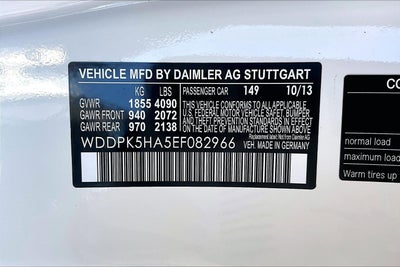 VEHICLE MFD BY DAIMLER AG STUTTGART
KG LBS PASSENGER CAR 149 10/13
GVWR 1855 4090
GAWR FRONT 940 2072
GAWR REAR 970 2138
THIS VEHICLE CONFORMS TO ALL APPLICABLE
U.S. FEDERAL MOTOR VEHICLE SAFETY, BUMPER,
AND THEFT PREVENTION STANDARDS IN EFFECT
ON THE DATE OF MANUFACTURE SHOWN ABOVE.
WDDPK5HA5EF082966
VEH. MADE IN GERMANY
CO
normal load
maximum load
Warm tires up